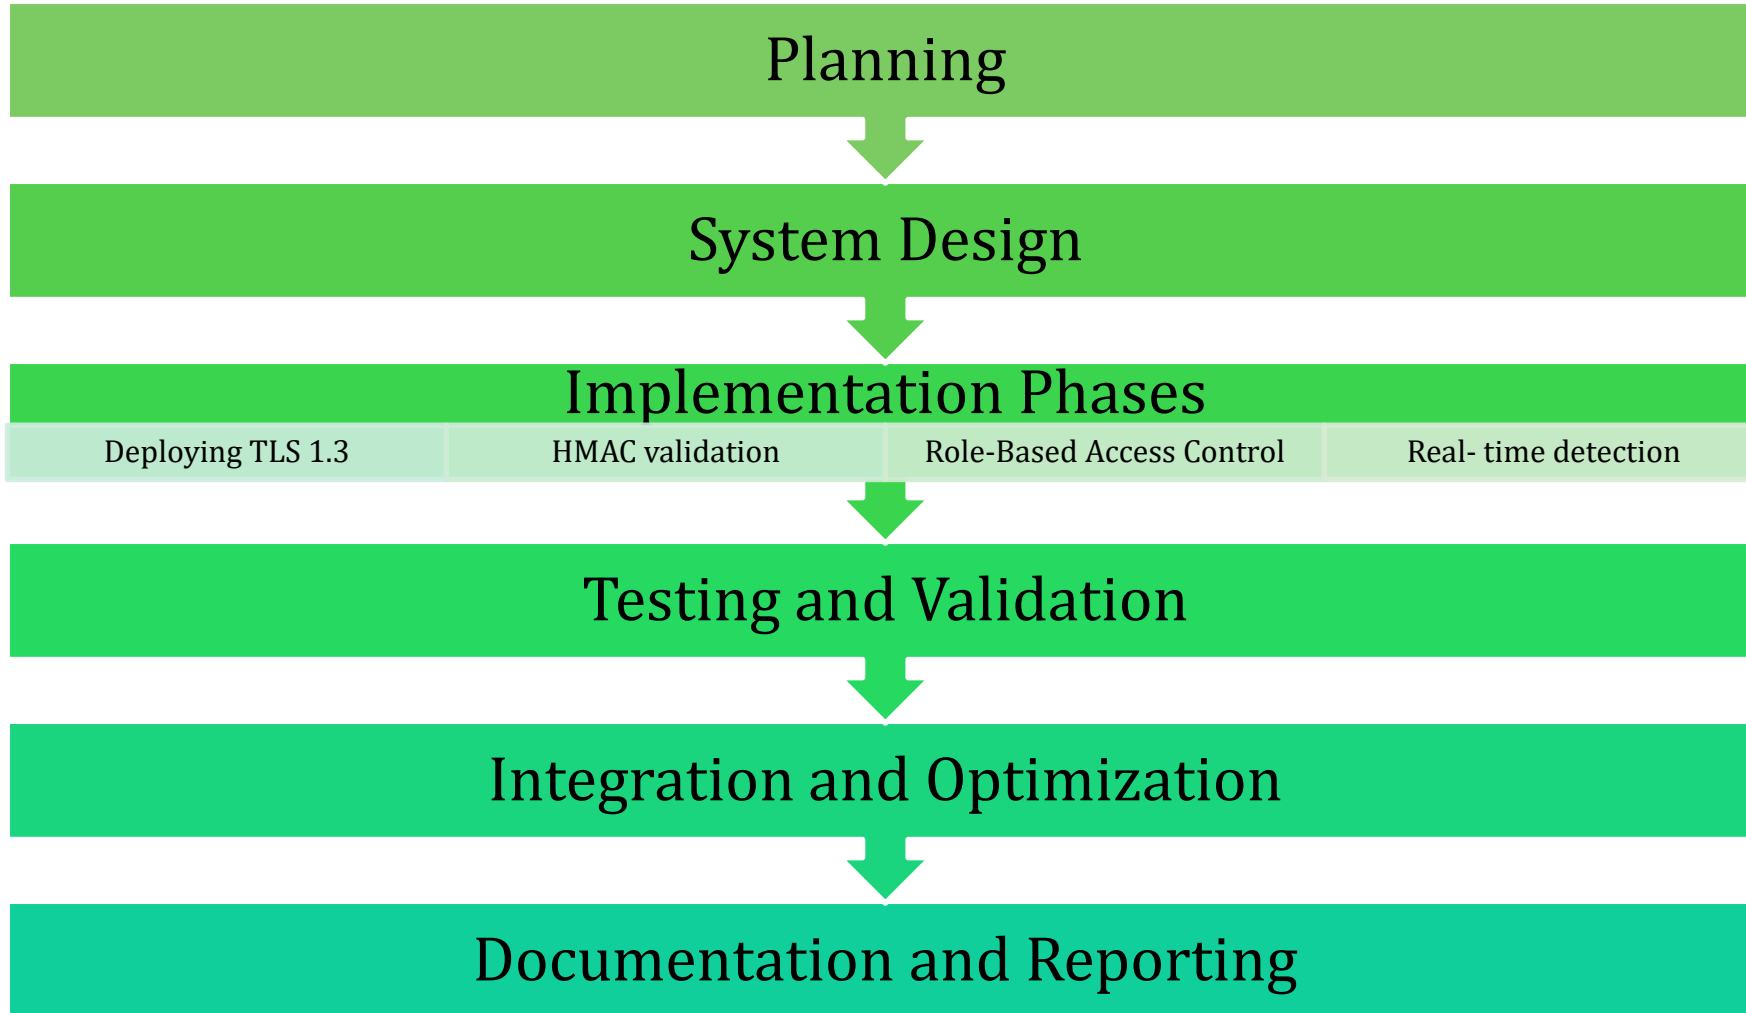 Planning
System Design
Implementation Phases
Deploying TLS 1.3
HMAC validation
Role-Based Access Control
Real- time detection
Testing and Validation
Integration and Optimization
Documentation and Reporting